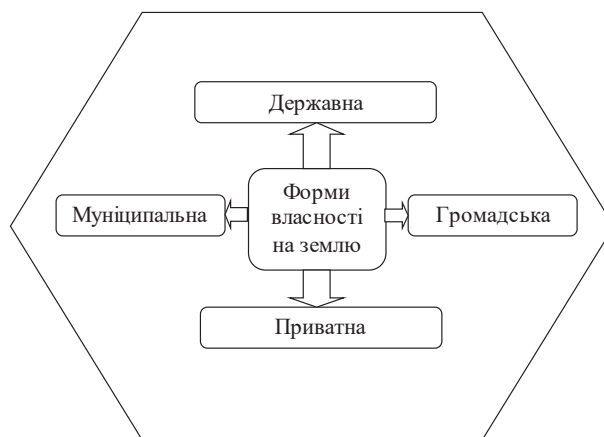 Державна
Муніципальна
Форми
власності
на землю
Громадська
Приватна